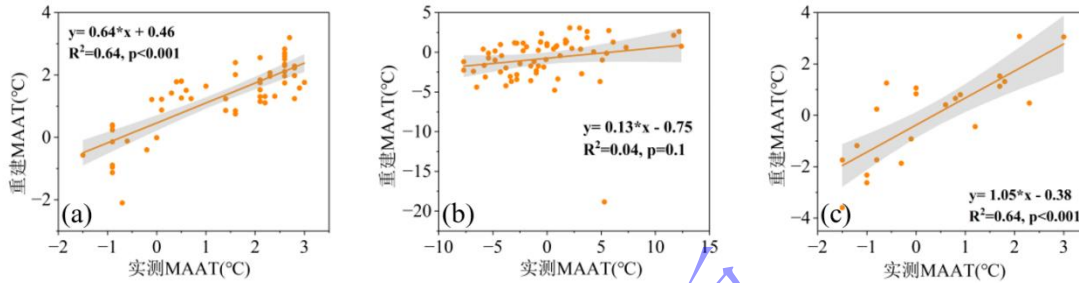 y= 0.64*x + 0.46
R²=0.64, p<0.001
重建MAAT(℃)
4
2
0
−2
(a)
−2
−1
0
1
2
3
实测MAAT(℃)
y= 0.13*x - 0.75
R²=0.04, p=0.1
重建MAAT(℃)
5
0
−5
−10
−15
−20
(b)
−10
−5
0
5
10
15
实测MAAT(℃)
y= 1.05*x - 0.38
R²=0.64, p<0.001
重建MAAT(℃)
4
2
0
−2
−4
(c)
−2
−1
0
1
2
3
实测MAAT(℃)